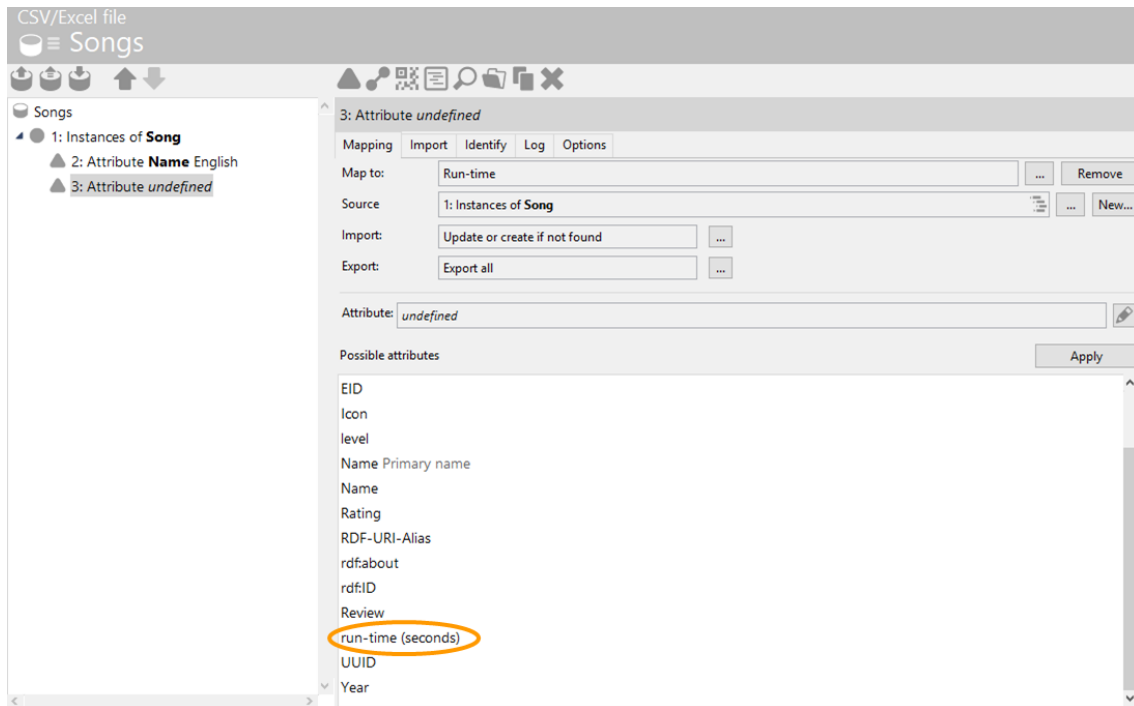 CSV/Excel file
Songs
Songs
1: Instances of Song
2: Attribute Name English
3: Attribute undefined
3: Attribute undefined
Mapping Import Identify Log Options
Map to: Run-time ... Remove
Source 1: Instances of Song ... New...
Import: Update or create if not found ...
Export: Export all ...
Attribute: undefined
Possible attributes Apply
EID
Icon
level
Name Primary name
Name
Rating
RDF-URI-Alias
rdf:about
rdf:ID
Review
run-time (seconds)
UUID
Year